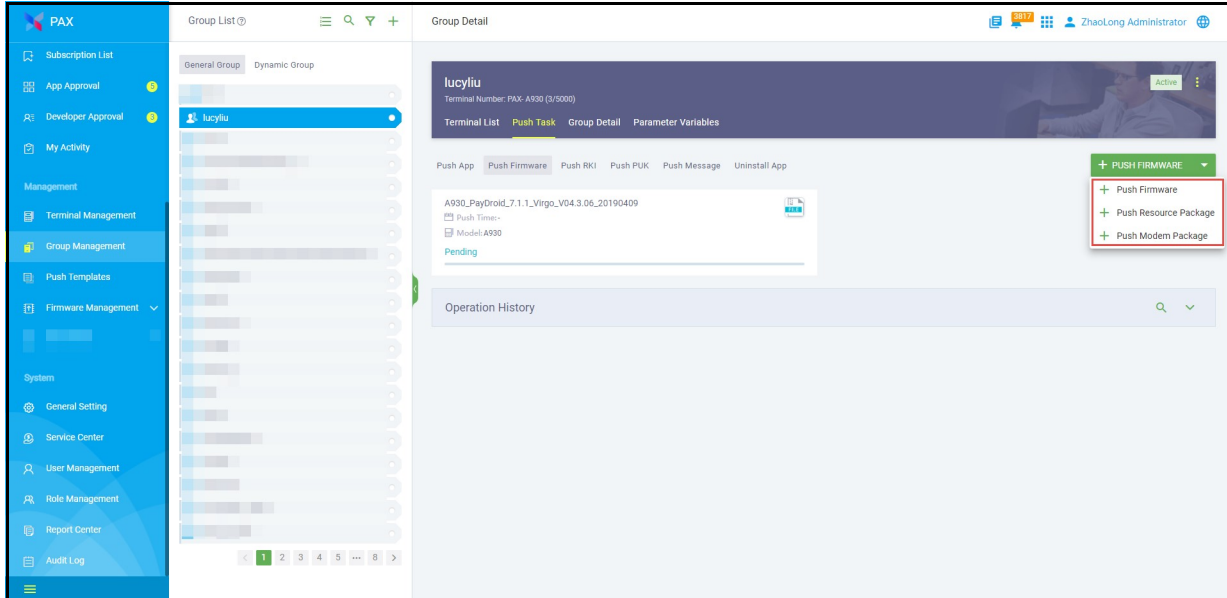 PAX
Subscription List
App Approval 5
Developer Approval 3
My Activity
Management
Terminal Management
Group Management
Push Templates
Firmware Management
System
General Setting
Service Center
User Management
Role Management
Report Center
Audit Log
Group List
General Group Dynamic Group
lucyliu
< 1 2 3 4 5 ... 8 >
Group Detail
3817 ZhaoLong Administrator
lucyliu
Active
Terminal Number: PAX- A930 (3/5000)
Terminal List Push Task Group Detail Parameter Variables
Push App Push Firmware Push RKI Push PUK Push Message Uninstall App
+ PUSH FIRMWARE
+ Push Firmware
+ Push Resource Package
+ Push Modem Package
A930_PayDroid_7.1.1_Virgo_V04.3.06_20190409
FILE
Push Time:-
Model: A930
Pending
Operation History